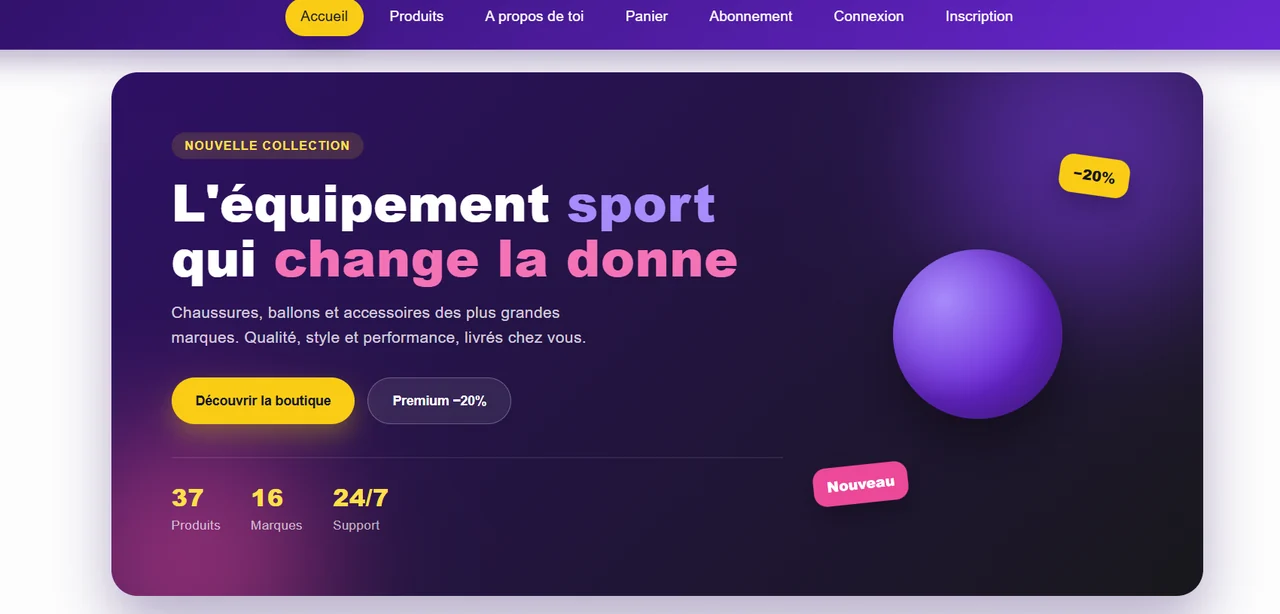 Accueil Produits A propos de toi Panier Abonnement Connexion Inscription
NOUVELLE COLLECTION
−20%
L'équipement sport
qui change la donne
Chaussures, ballons et accessoires des plus grandes
marques. Qualité, style et performance, livrés chez vous.
Découvrir la boutique Premium −20%
Nouveau
37 16 24/7
Produits Marques Support